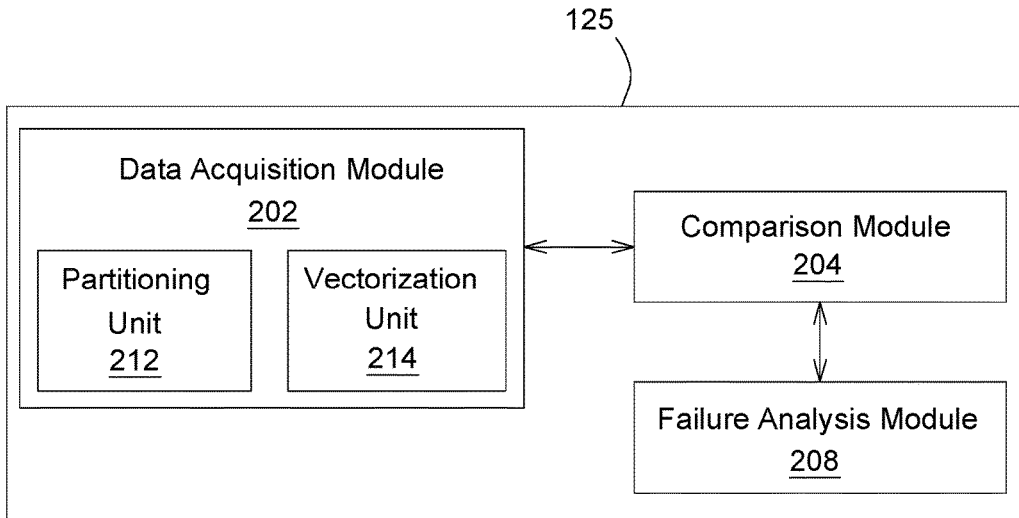 125
Data Acquisition Module
202
Partitioning
Unit
212
Vectorization
Unit
214
Comparison Module
204
Failure Analysis Module
208